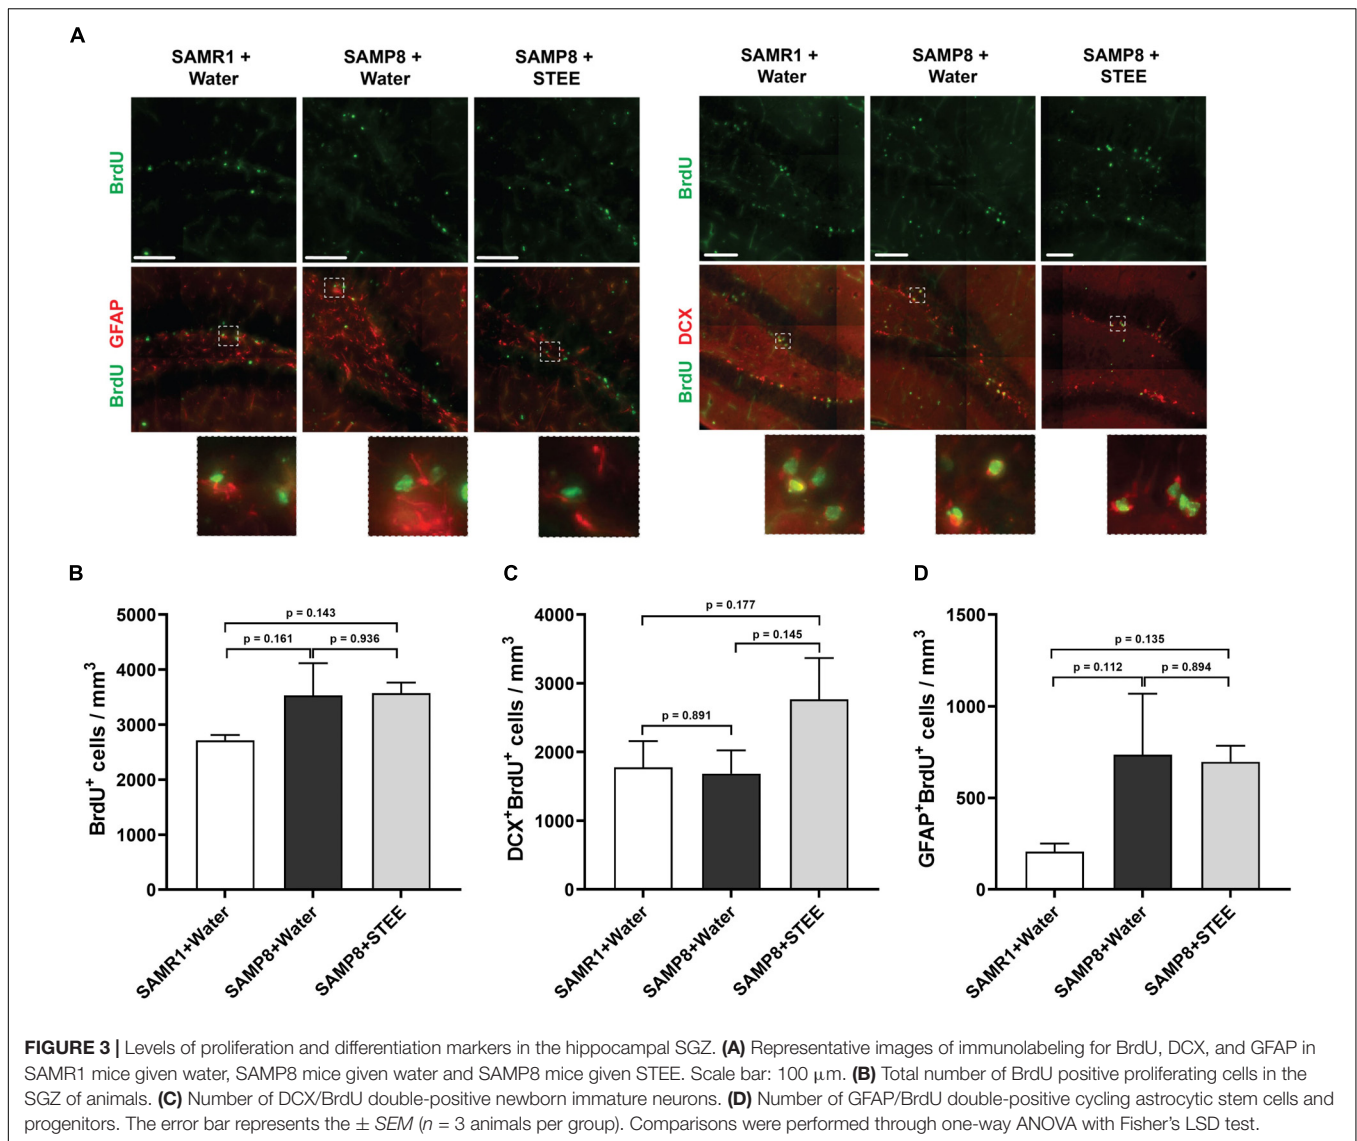 A
SAMR1 +
Water
SAMP8 +
Water
SAMP8 +
STEE
SAMR1 +
Water
SAMP8 +
Water
SAMP8 +
STEE
BrdU
BrdU GFAP
BrdU
BrdU DCX
B
BrdU⁺ cells / mm³
5000
4000
3000
2000
1000
0
p = 0.143
p = 0.161
p = 0.936
SAMR1+Water
SAMP8+Water
SAMP8+STEE
C
DCX⁺BrdU⁺ cells / mm³
4000
3000
2000
1000
0
p = 0.177
p = 0.145
p = 0.891
SAMR1+Water
SAMP8+Water
SAMP8+STEE
D
GFAP⁺BrdU⁺ cells / mm³
1500
1000
500
0
p = 0.135
p = 0.112
p = 0.894
SAMR1+Water
SAMP8+Water
SAMP8+STEE
FIGURE 3 | Levels of proliferation and differentiation markers in the hippocampal SGZ. (A) Representative images of immunolabeling for BrdU, DCX, and GFAP in
SAMR1 mice given water, SAMP8 mice given water and SAMP8 mice given STEE. Scale bar: 100 μm. (B) Total number of BrdU positive proliferating cells in the
SGZ of animals. (C) Number of DCX/BrdU double-positive newborn immature neurons. (D) Number of GFAP/BrdU double-positive cycling astrocytic stem cells and
progenitors. The error bar represents the ± SEM (n = 3 animals per group). Comparisons were performed through one-way ANOVA with Fisher's LSD test.